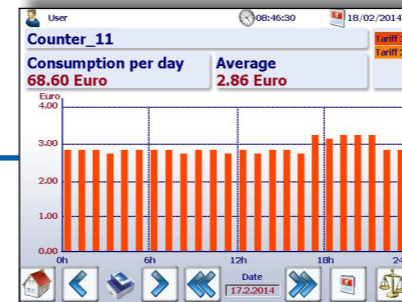 User 08:46:30 18/02/2014
Counter_11
Tariff 1
Tariff 2
Consumption per day Average
68.60 Euro 2.86 Euro
Euro
4.00
3.00
2.00
1.00
0.00
0h 6h 12h 18h 24
Date
17.2.2014